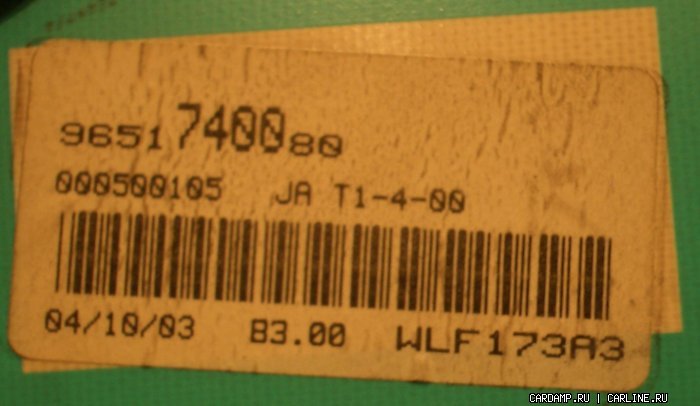 9651740080
000500105 JA T1-4-00
04/10/03 B3.00 WLF173A3
CARDAMP.RU | CARLINE.RU